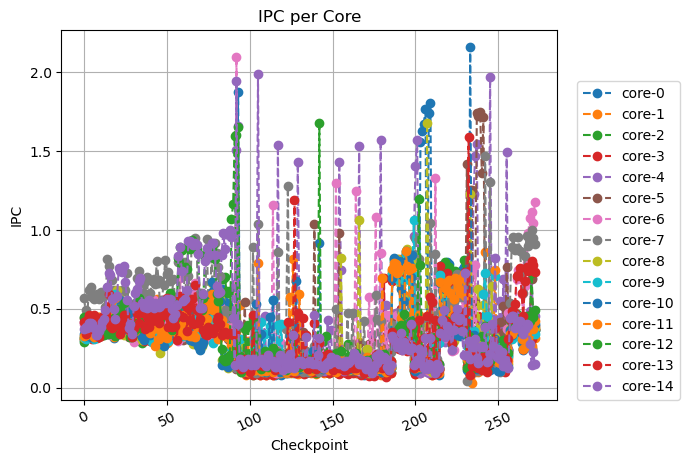 IPC per Core
IPC
2.0
1.5
1.0
0.5
0.0
0
50
100
150
200
250
Checkpoint
core-0
core-1
core-2
core-3
core-4
core-5
core-6
core-7
core-8
core-9
core-10
core-11
core-12
core-13
core-14